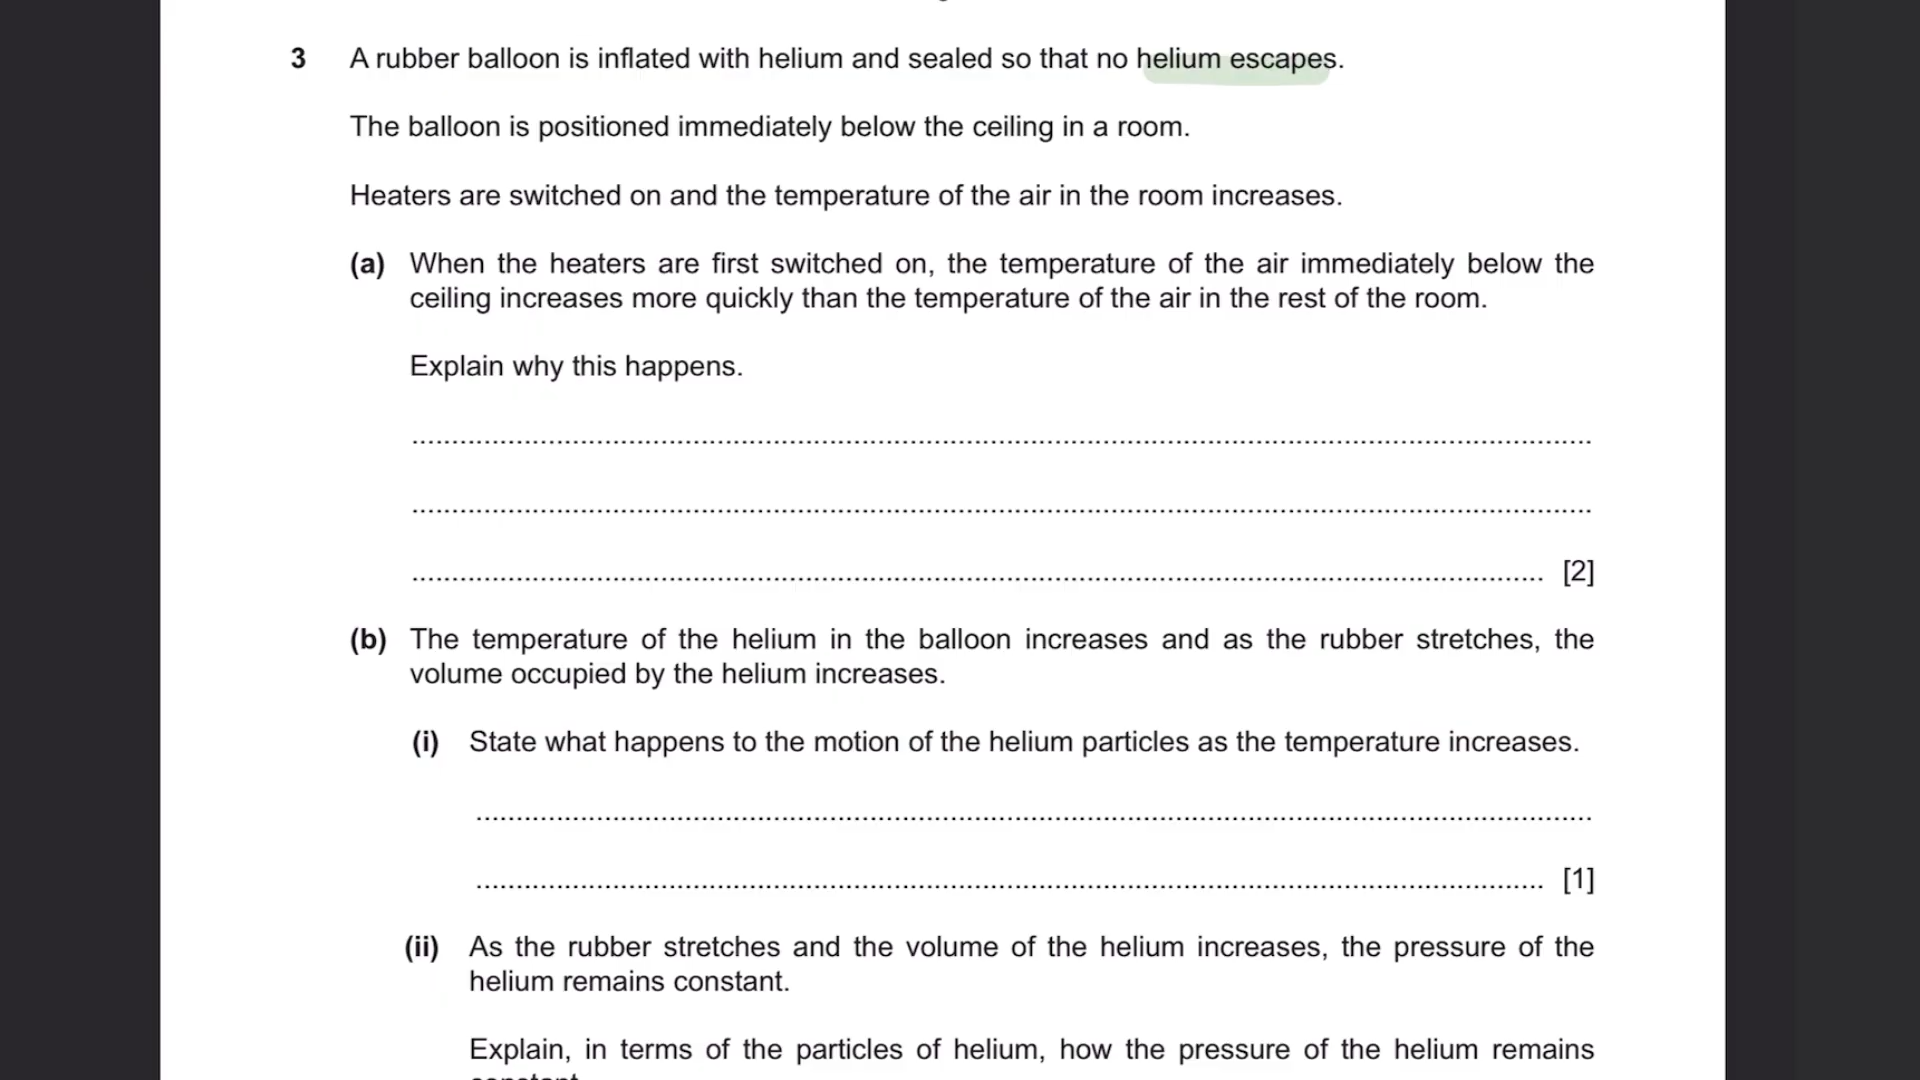 3 A rubber balloon is inflated with helium and sealed so that no helium escapes.
The balloon is positioned immediately below the ceiling in a room.
Heaters are switched on and the temperature of the air in the room increases.
(a) When the heaters are first switched on, the temperature of the air immediately below the
ceiling increases more quickly than the temperature of the air in the rest of the room.
Explain why this happens.
................................................................
................................................................
................................................................ [2]
(b) The temperature of the helium in the balloon increases and as the rubber stretches, the
volume occupied by the helium increases.
(i) State what happens to the motion of the helium particles as the temperature increases.
................................................................
................................................................ [1]
(ii) As the rubber stretches and the volume of the helium increases, the pressure of the
helium remains constant.
Explain, in terms of the particles of helium, how the pressure of the helium remains